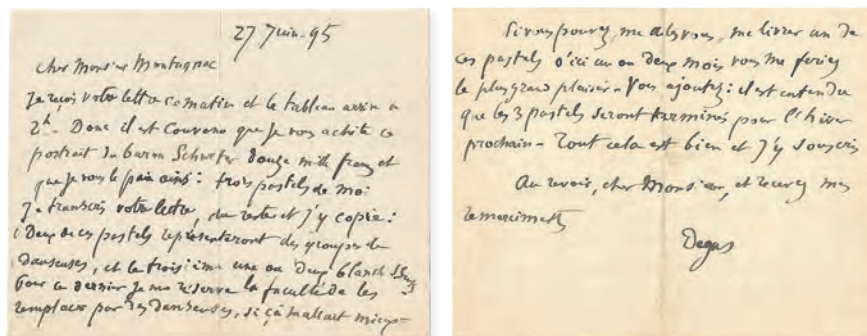 27 Juin - 95
cher Monsieur Montagnac
Je reçois votre lettre ce matin et le tableau arrive a
2h - Donc il est convenu que je vous achete ce
portrait du baron Schwiter douze mille francs et
que je vous le paie ainsi : trois pastels de moi
Je transcris votre lettre, du reste et j'y copie :
"Deux de ces pastels représenteront des groupes de
danseuses, et le troisième une ou deux blanch
Pour ce dernier je me réserve la faculté de les
remplacer par des danseuses, si çà m'allait mieux -
Si vous pouvez, me dites vous, me livrer un de
ces pastels d'ici un ou deux mois vous me feriez
le plus grand plaisir - Vous ajoutez : il est entendu
que les 3 pastels seront terminés pour l'hiver
prochain - Tout cela est bien et j'y souscris
Au revoir, cher Monsieur, et recevez mes
remerciments
Degas